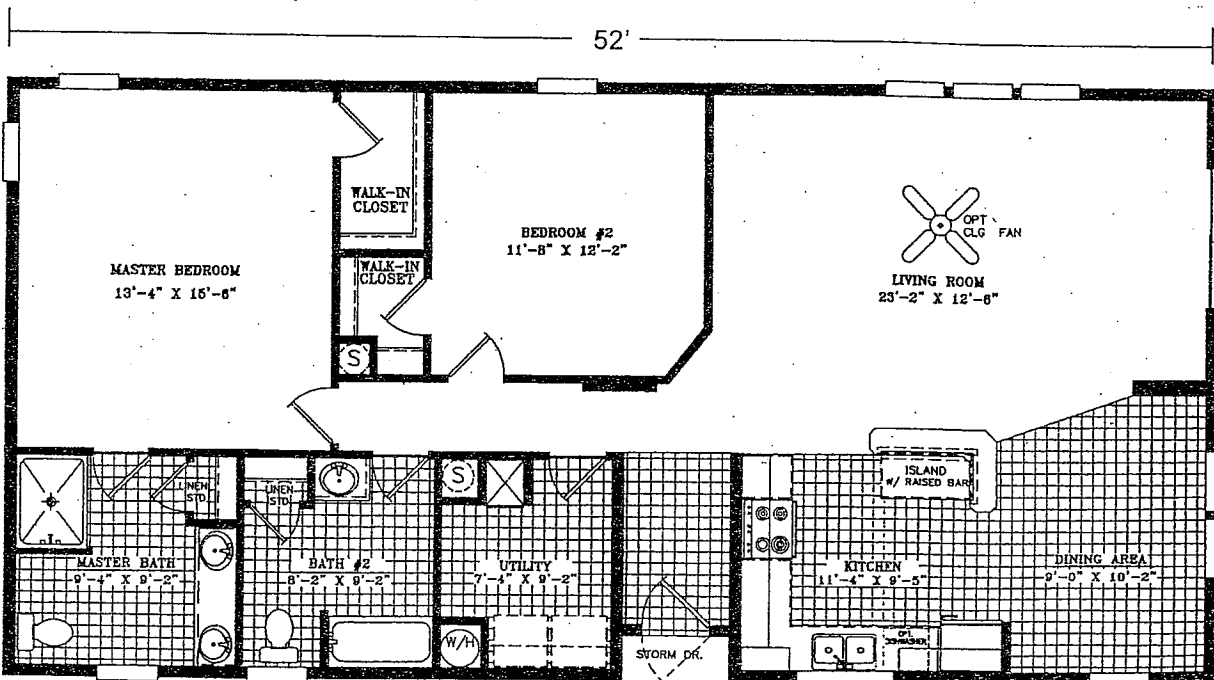 52'
WALK-IN
CLOSET
BEDROOM #2
11'-8" X 12'-2"
OPT
CLG FAN
MASTER BEDROOM
13'-4" X 15'-6"
WALK-IN
CLOSET
LIVING ROOM
23'-2" X 12'-6"
S
ISLAND
W/ RAISED BAR
LINEN
STD
LINEN
STD
S
MASTER BATH
9'-4" X 9'-2"
BATH #2
8'-2" X 9'-2"
UTILITY
7'-4" X 9'-2"
KITCHEN
11'-4" X 9'-5"
DINING AREA
9'-0" X 10'-2"
W/H
STORM DR.
OPT
DISHWASHER